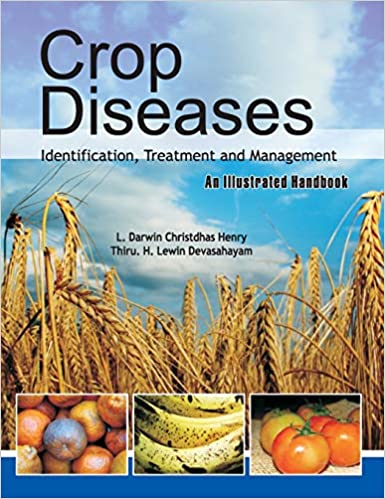 Crop
Diseases
Identification, Treatment and Management
An Illustrated Handbook
L. Darwin Christdhas Henry
Thiru. H. Lewin Devasahayam